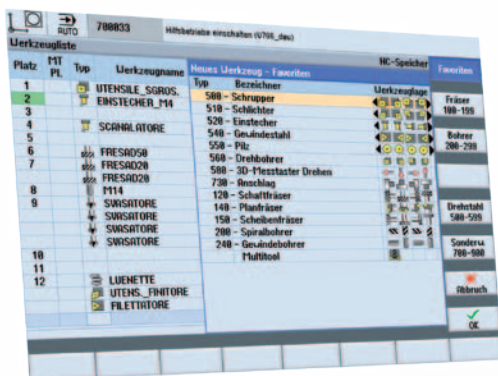 AUTO 700033 Hilfsbetriebe einschalten (U706_dau)
Werkzeugliste
Platz MT PL Typ Werkzeugname
1 UTENSILE_SGROS.
2 EINSTECHER_M4
3
4 SCANALATORE
5
6 FRESAD50
7 FRESAD20
FRESAD20
8 M14
9 SVASATORE
SVASATORE
SVASATORE
SVASATORE
10
11
12 LUENETTE
UTENS._FINITORE
FILETTATORE
NC-Speicher
Neues Werkzeug - Favoriten
Typ Bezeichner Werkzeuglage
500 - Schrupper
510 - Schlichter
520 - Einstecher
540 - Gewindestahl
550 - Pilz
560 - Drehbohrer
580 - 3D-Messtaster Drehen
730 - Anschlag
120 - Schaftfräser
140 - Planfräser
150 - Scheibenfräser
200 - Spiralbohrer
240 - Gewindebohrer
Multitool
Favoriten
Fräser
100-199
Bohrer
200-299
Drehstahl
500-599
Sonderw.
700-900
Abbruch
OK